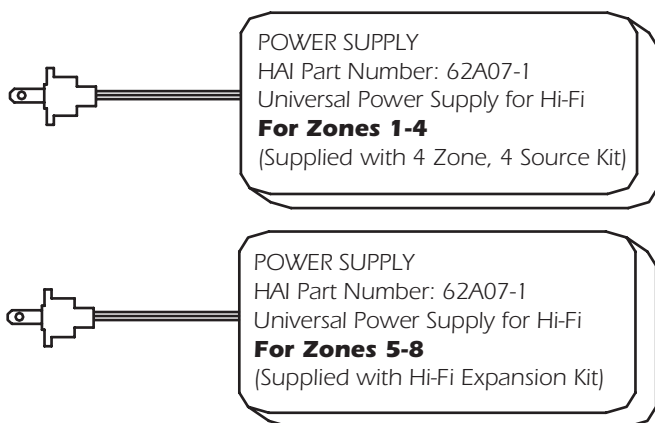 POWER SUPPLY
HAI Part Number: 62A07-1
Universal Power Supply for Hi-Fi
For Zones 1-4
(Supplied with 4 Zone, 4 Source Kit)
POWER SUPPLY
HAI Part Number: 62A07-1
Universal Power Supply for Hi-Fi
For Zones 5-8
(Supplied with Hi-Fi Expansion Kit)